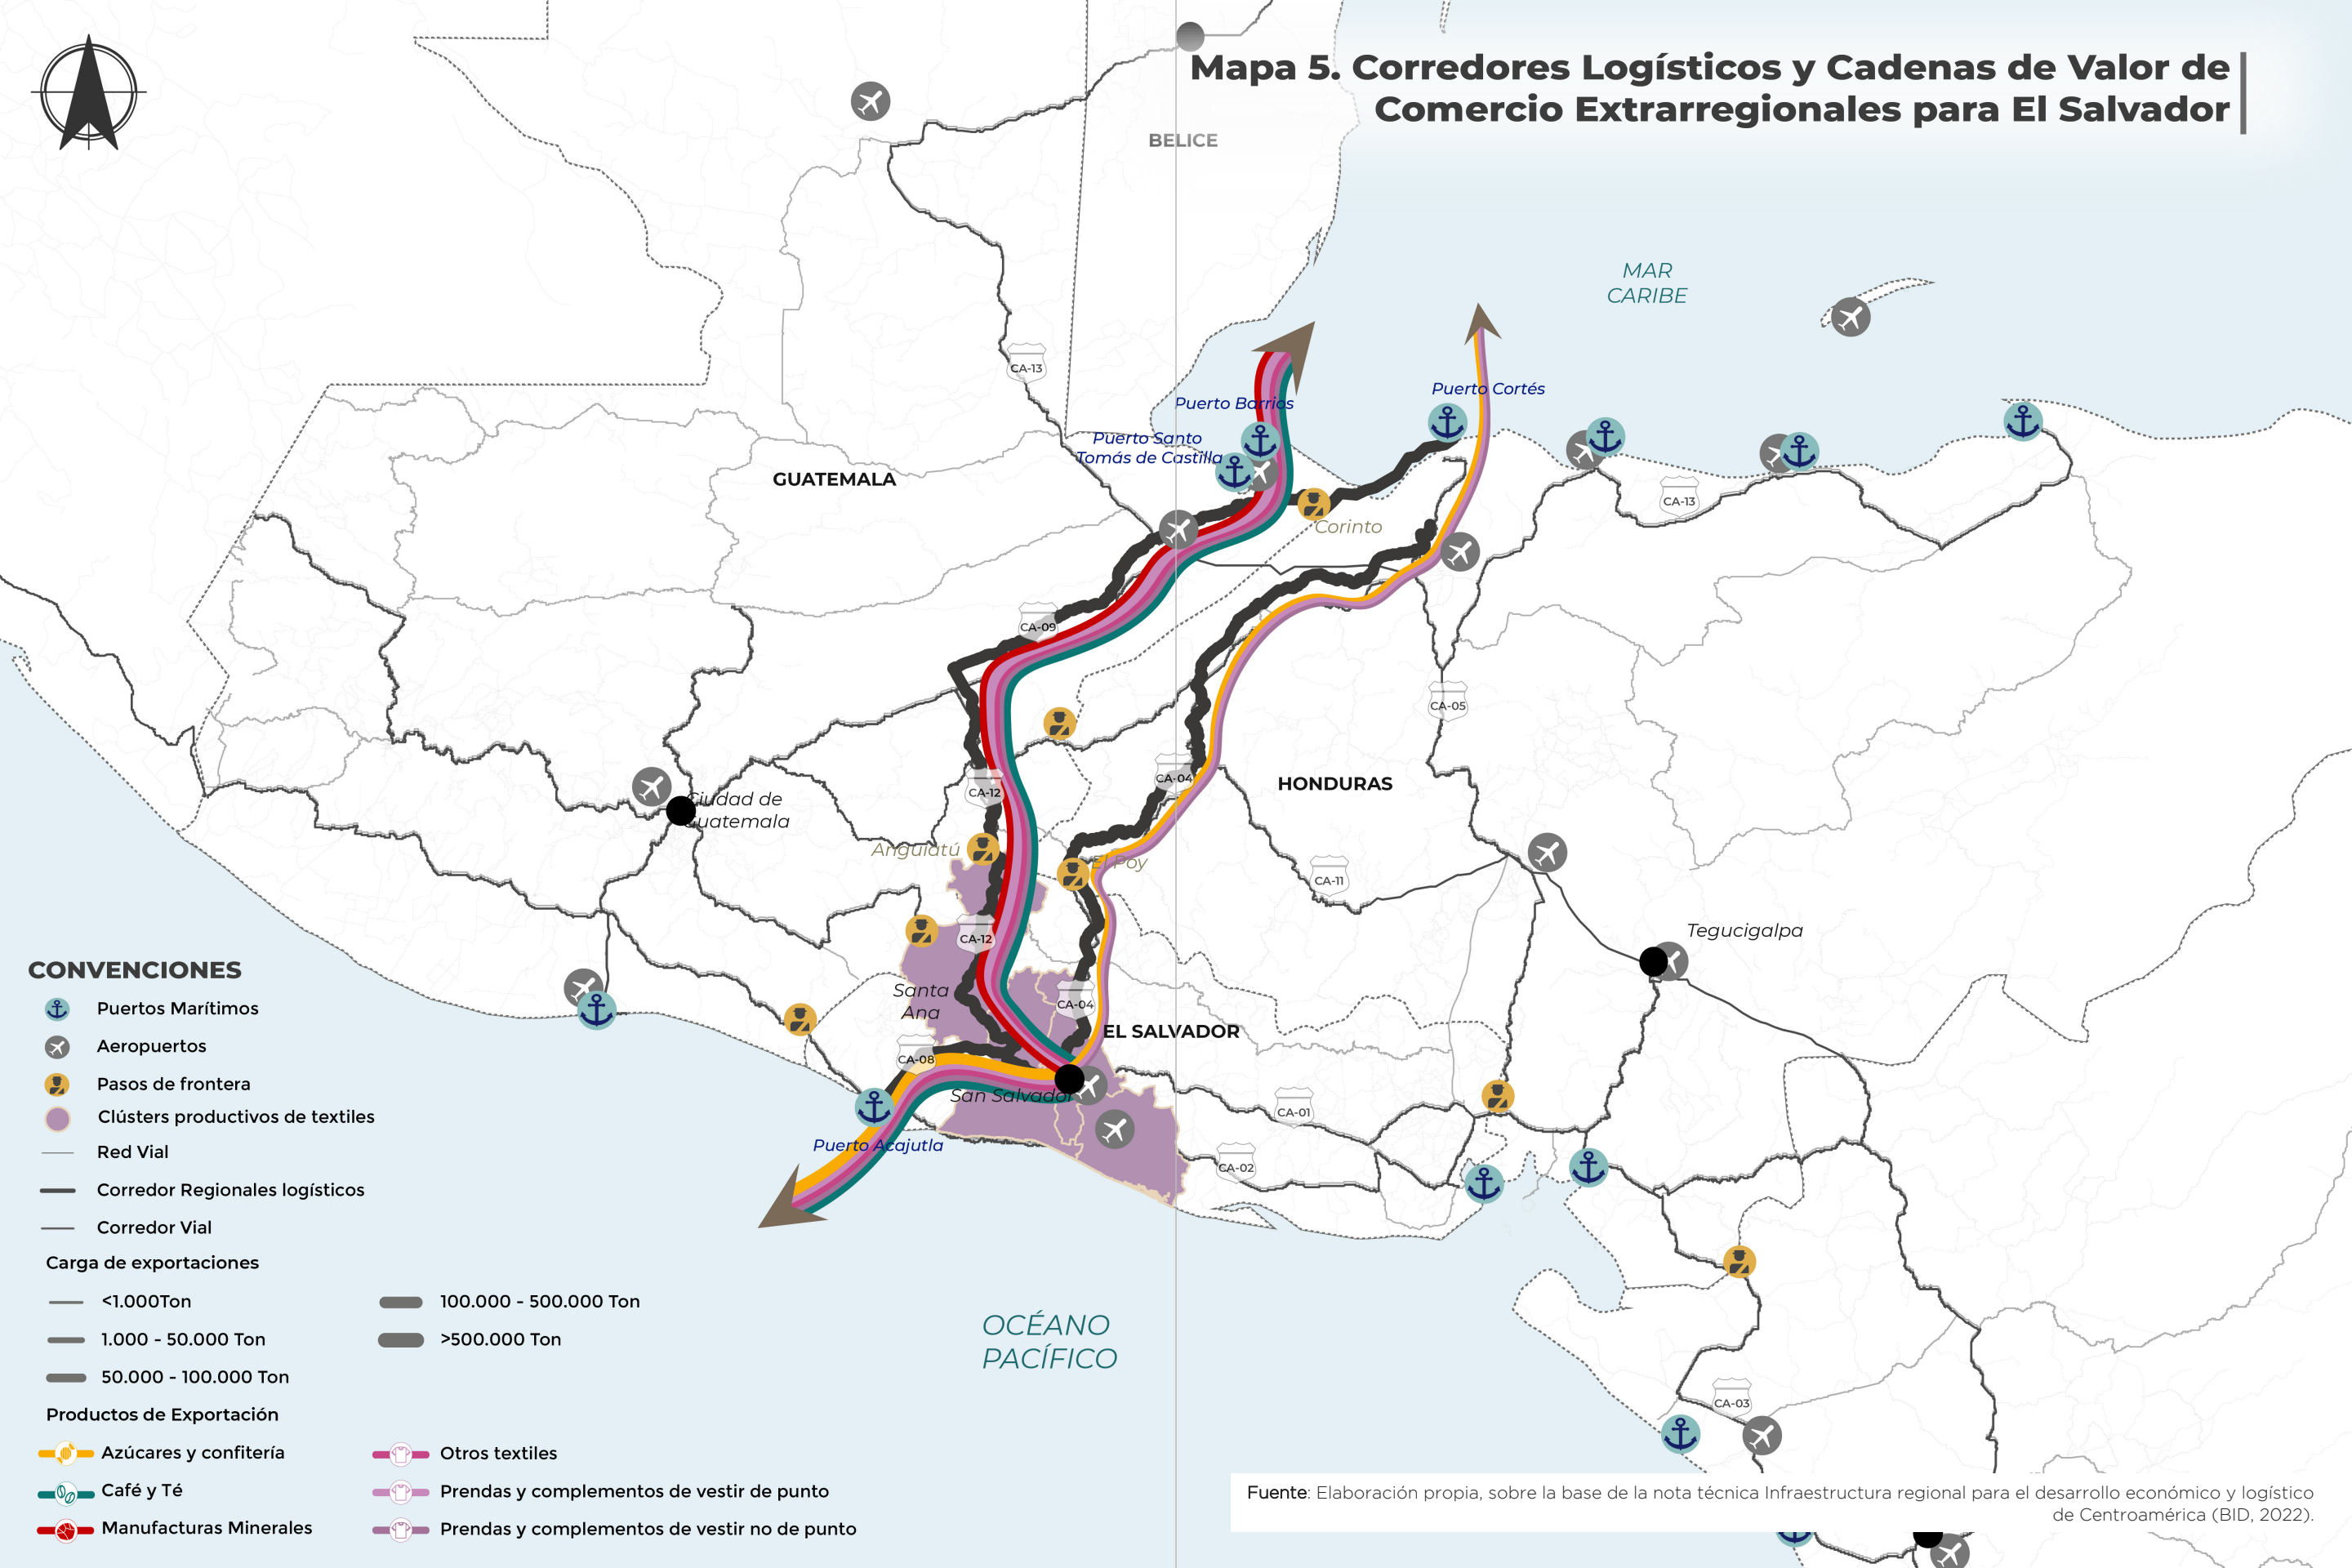 Mapa 5. Corredores Logísticos y Cadenas de Valor de
Comercio Extrarregionales para El Salvador
BELICE
MAR
CARIBE
CA-13
Puerto Cortés
Puerto Barrios
Puerto Santo
Tomás de Castilla
GUATEMALA
CA-13
Corinto
CA-09
CA-05
CA-04
HONDURAS
CA-12
Ciudad de
Guatemala
Anguiatú
El Poy
CA-11
Tegucigalpa
CA-12
Santa
Ana
CA-04
EL SALVADOR
CA-08
San Salvador
CA-01
Puerto Acajutla
CA-02
OCÉANO
PACÍFICO
CA-03
CONVENCIONES
Puertos Marítimos
Aeropuertos
Pasos de frontera
Clústers productivos de textiles
Red Vial
Corredor Regionales logísticos
Corredor Vial
Carga de exportaciones
<1.000Ton
1.000 - 50.000 Ton
50.000 - 100.000 Ton
100.000 - 500.000 Ton
>500.000 Ton
Productos de Exportación
Azúcares y confitería
Café y Té
Manufacturas Minerales
Otros textiles
Prendas y complementos de vestir de punto
Prendas y complementos de vestir no de punto
Fuente: Elaboración propia, sobre la base de la nota técnica Infraestructura regional para el desarrollo económico y logístico
de Centroamérica (BID, 2022).